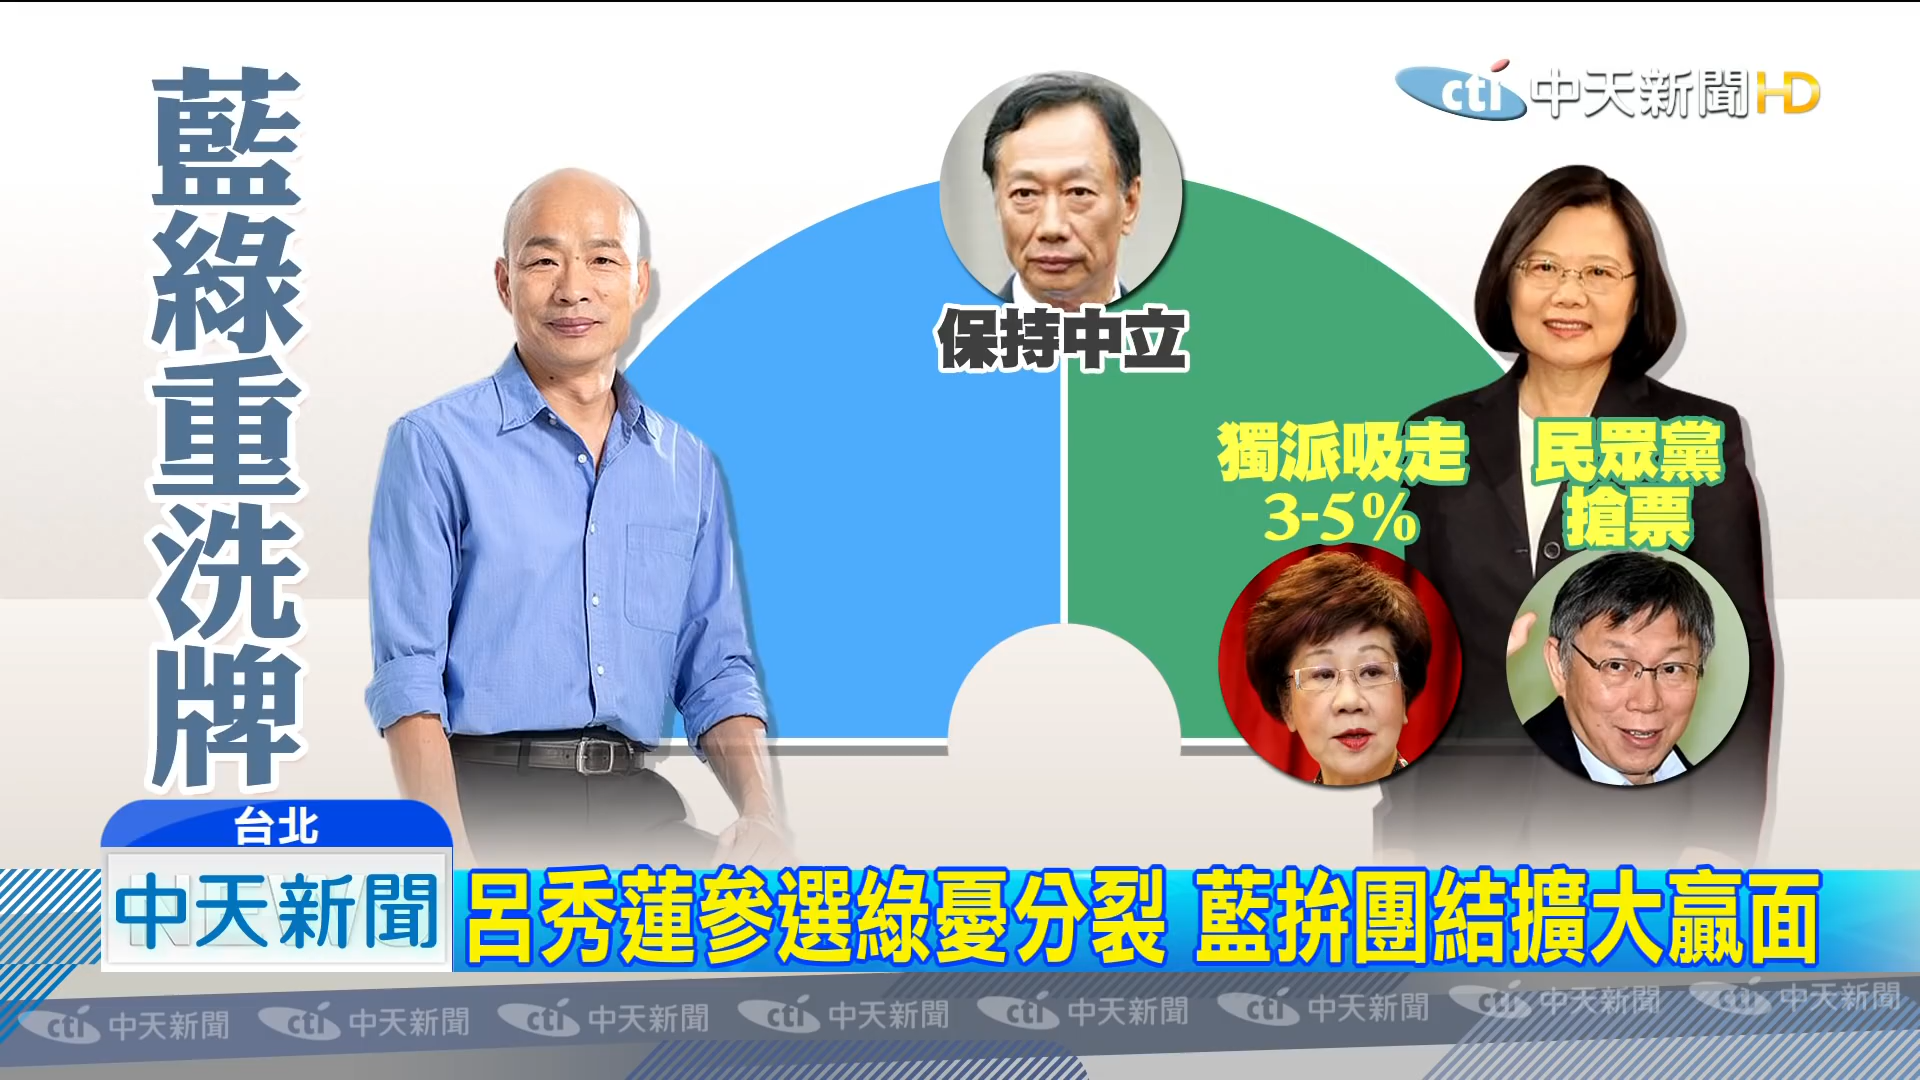 藍綠重洗牌
cti 中天新聞HD
保持中立
獨派吸走
3-5%
民眾黨
搶票
台北
中天新聞
呂秀蓮參選綠憂分裂 藍拚團結擴大贏面
cti 中天新聞 cti 中天新聞 cti 中天新聞 cti 中天新聞 cti 中天新聞 cti 中天新聞 cti 中天新聞 cti 中天新聞